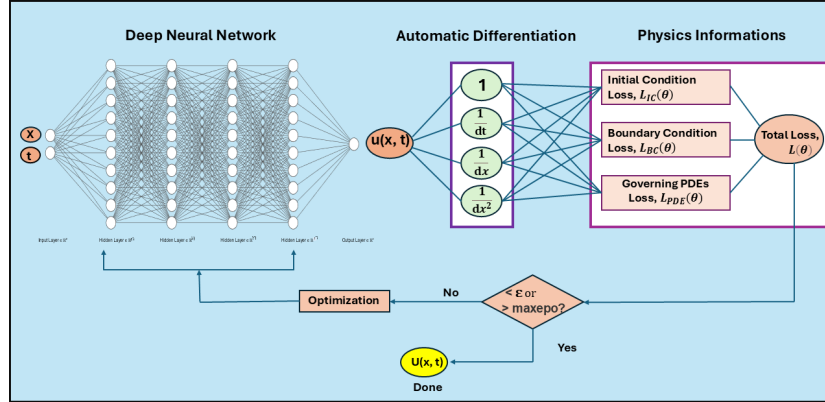 Deep Neural Network
Automatic Differentiation
Physics Informations
x
t
u(x, t)
1
1/dt
1/dx
1/dx²
Initial Condition
Loss, L_IC(θ)
Boundary Condition
Loss, L_BC(θ)
Governing PDEs
Loss, L_PDE(θ)
Total Loss,
L(θ)
Input Layer ∈
Hidden Layer ∈
Hidden Layer ∈
Hidden Layer ∈
Hidden Layer ∈
Output Layer ∈
Optimization
No
< ε or
> maxepo?
Yes
U(x, t)
Done